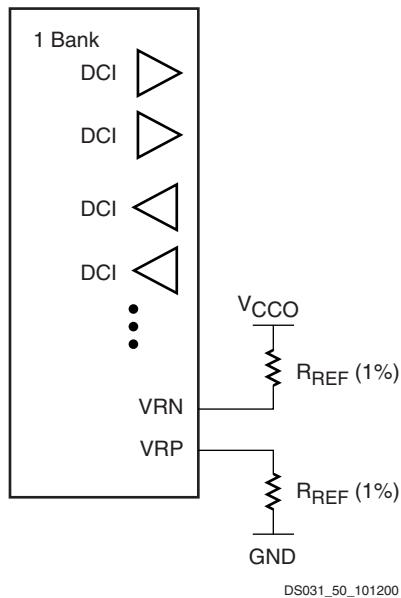 1 Bank
DCI
DCI
DCI
DCI
VCCO
RREF (1%)
VRN
VRP
RREF (1%)
GND
DS031_50_101200